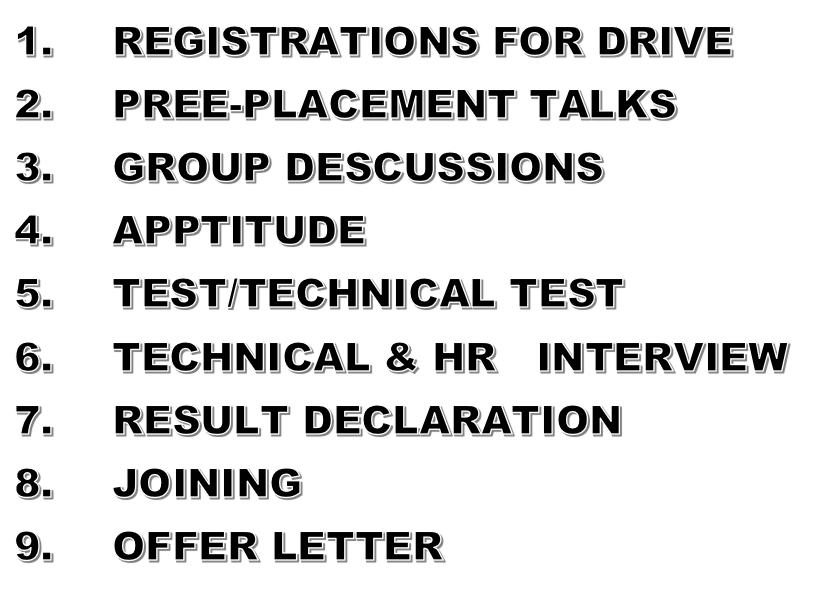 1. REGISTRATIONS FOR DRIVE
2. PREE-PLACEMENT TALKS
3. GROUP DESCUSSIONS
4. APPTITUDE
5. TEST/TECHNICAL TEST
6. TECHNICAL & HR INTERVIEW
7. RESULT DECLARATION
8. JOINING
9. OFFER LETTER